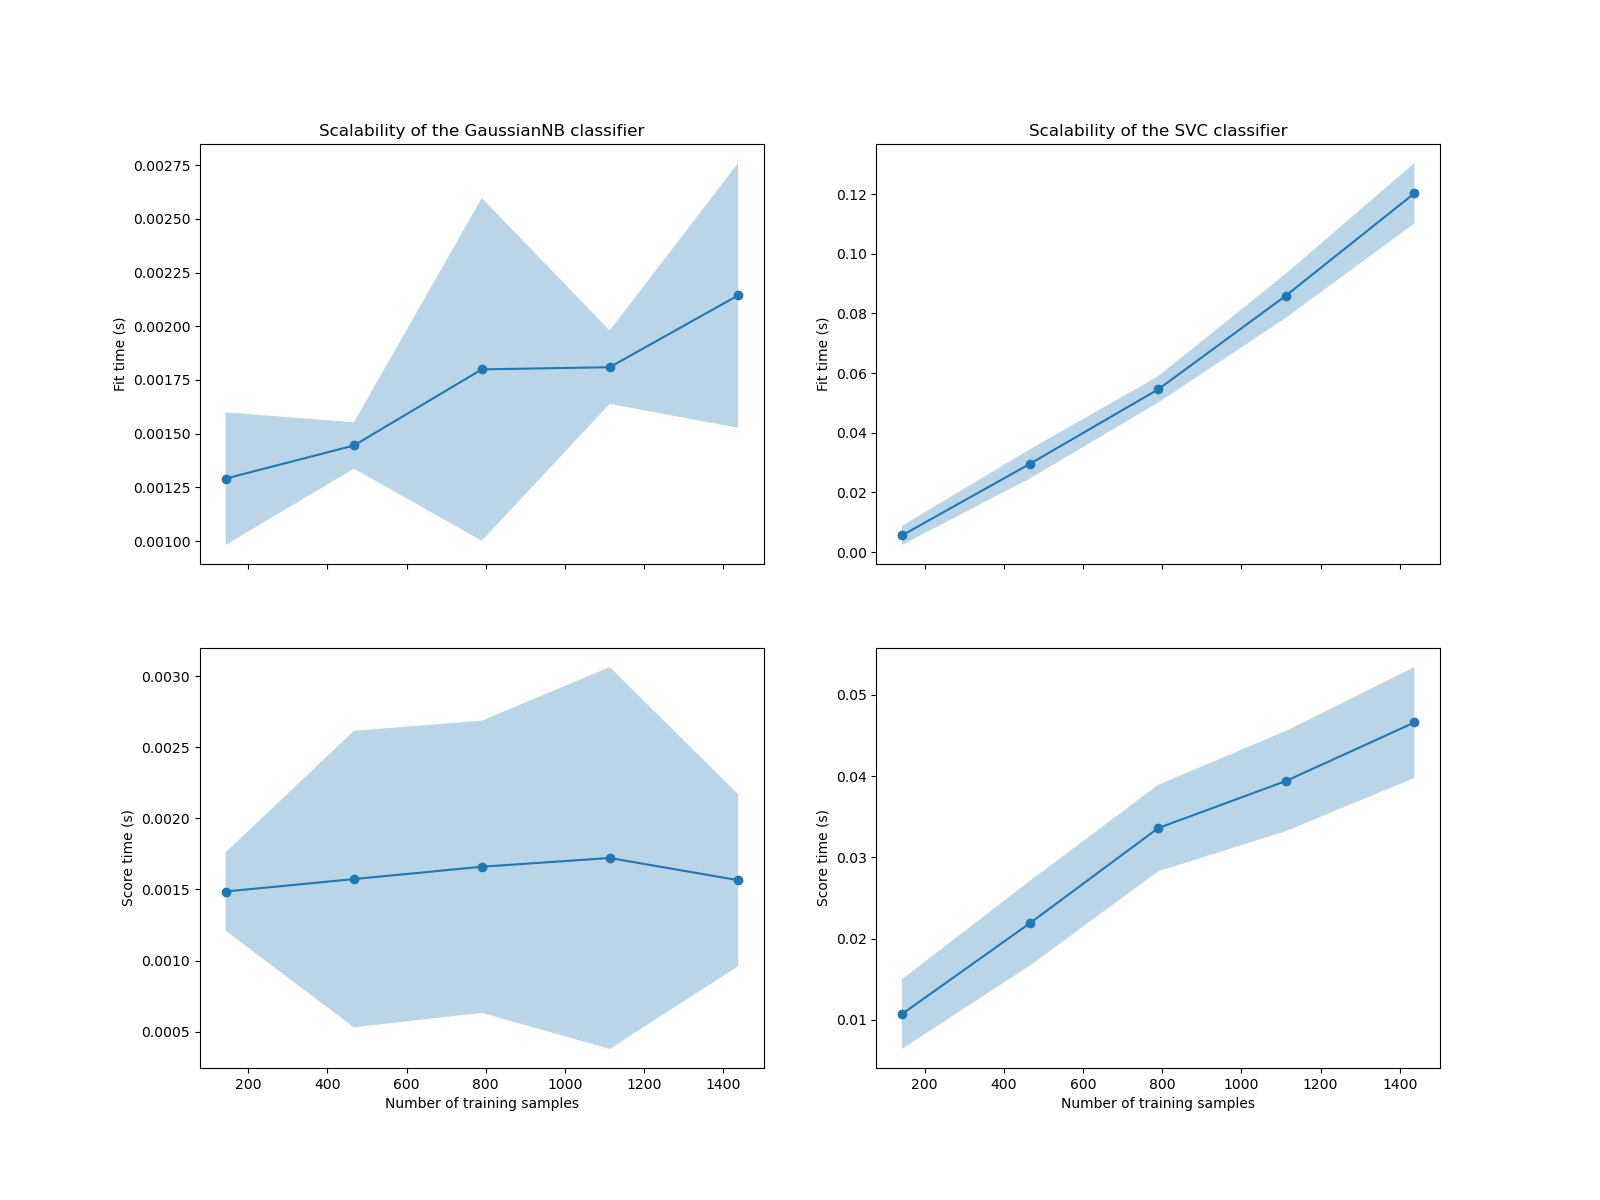 Scalability of the GaussianNB classifier
0.00275
0.00250
0.00225
0.00200
0.00175
0.00150
0.00125
0.00100
Fit time (s)
Scalability of the SVC classifier
0.12
0.10
0.08
0.06
0.04
0.02
0.00
Fit time (s)
0.0030
0.0025
0.0020
0.0015
0.0010
0.0005
Score time (s)
200 400 600 800 1000 1200 1400
Number of training samples
0.05
0.04
0.03
0.02
0.01
Score time (s)
200 400 600 800 1000 1200 1400
Number of training samples